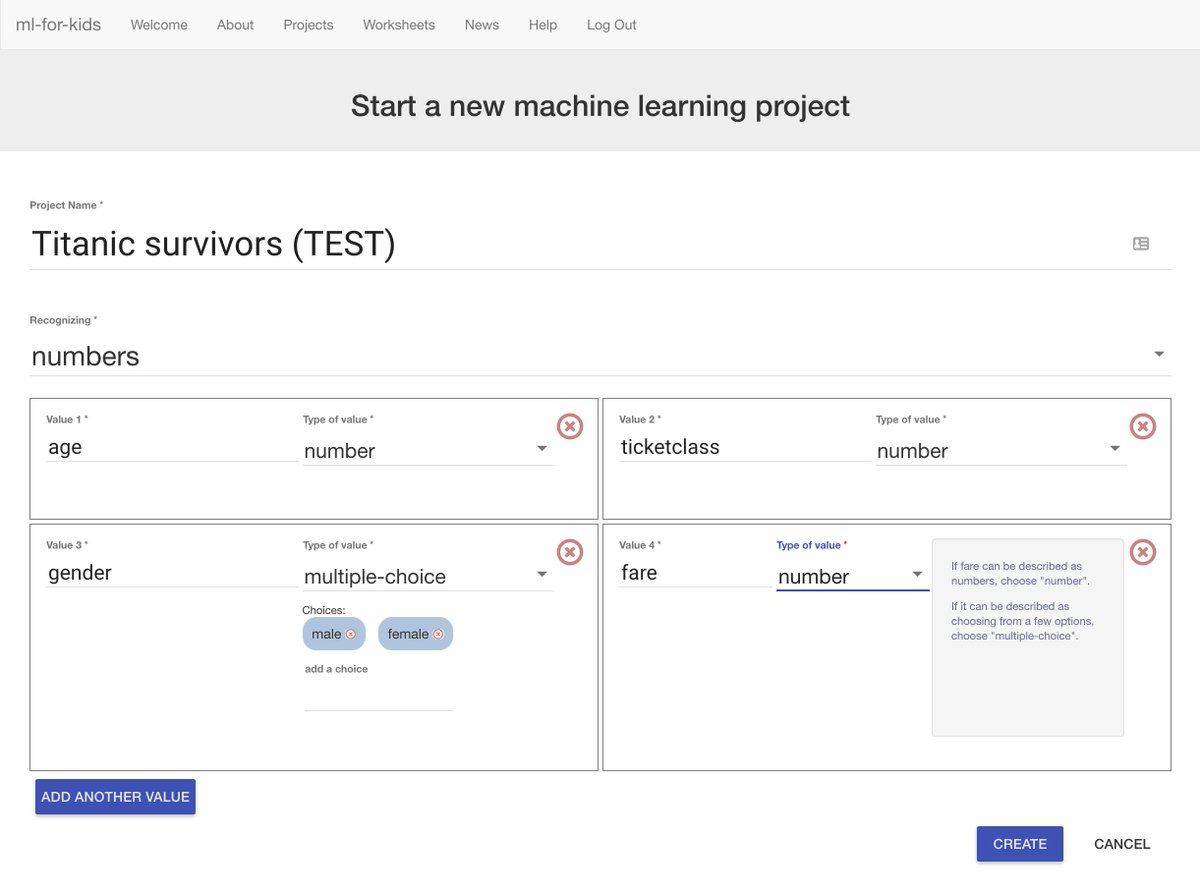 ml-for-kids Welcome About Projects Worksheets News Help Log Out
Start a new machine learning project
Project Name *
Titanic survivors (TEST)
Recognizing *
numbers
Value 1 * Type of value *
age number
Value 2 * Type of value *
ticketclass number
Value 3 * Type of value *
gender multiple-choice
Choices:
male female
add a choice
Value 4 * Type of value *
fare number
If fare can be described as
numbers, choose "number".
If it can be described as
choosing from a few options,
choose "multiple-choice".
ADD ANOTHER VALUE
CREATE CANCEL